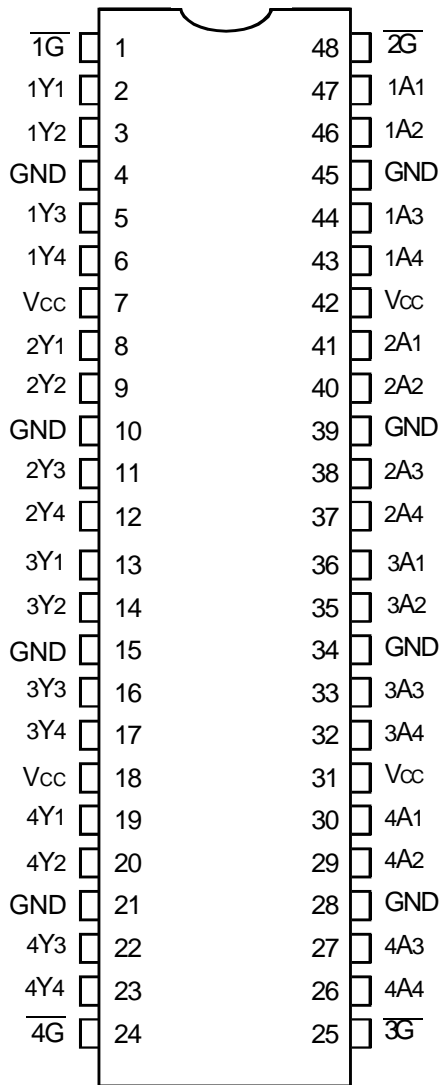 1G 1 48 2G
1Y1 2 47 1A1
1Y2 3 46 1A2
GND 4 45 GND
1Y3 5 44 1A3
1Y4 6 43 1A4
VCC 7 42 VCC
2Y1 8 41 2A1
2Y2 9 40 2A2
GND 10 39 GND
2Y3 11 38 2A3
2Y4 12 37 2A4
3Y1 13 36 3A1
3Y2 14 35 3A2
GND 15 34 GND
3Y3 16 33 3A3
3Y4 17 32 3A4
VCC 18 31 VCC
4Y1 19 30 4A1
4Y2 20 29 4A2
GND 21 28 GND
4Y3 22 27 4A3
4Y4 23 26 4A4
4G 24 25 3G